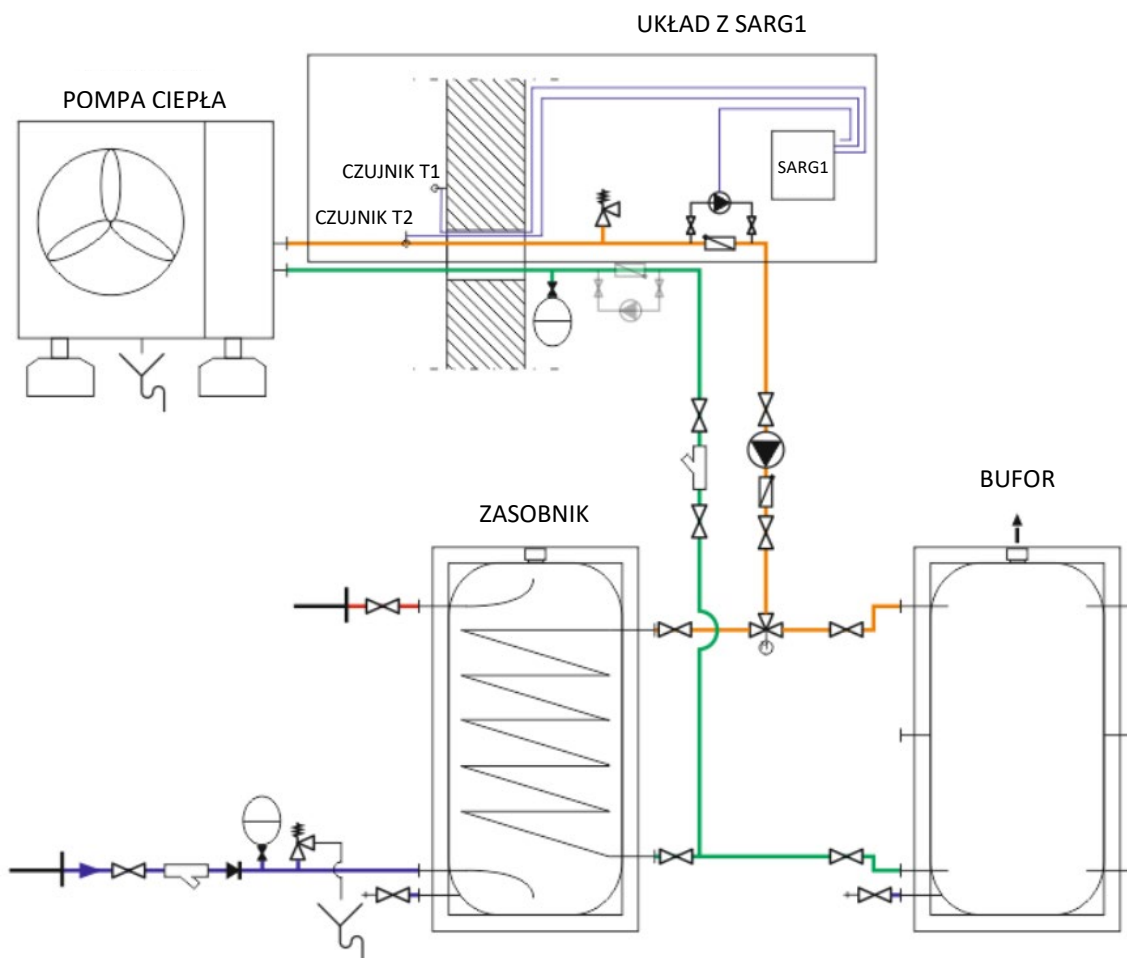 UKŁAD Z SARG1
POMPA CIEPŁA
CZUJNIK T1
SARG1
CZUJNIK T2
ZASOBNIK
BUFOR